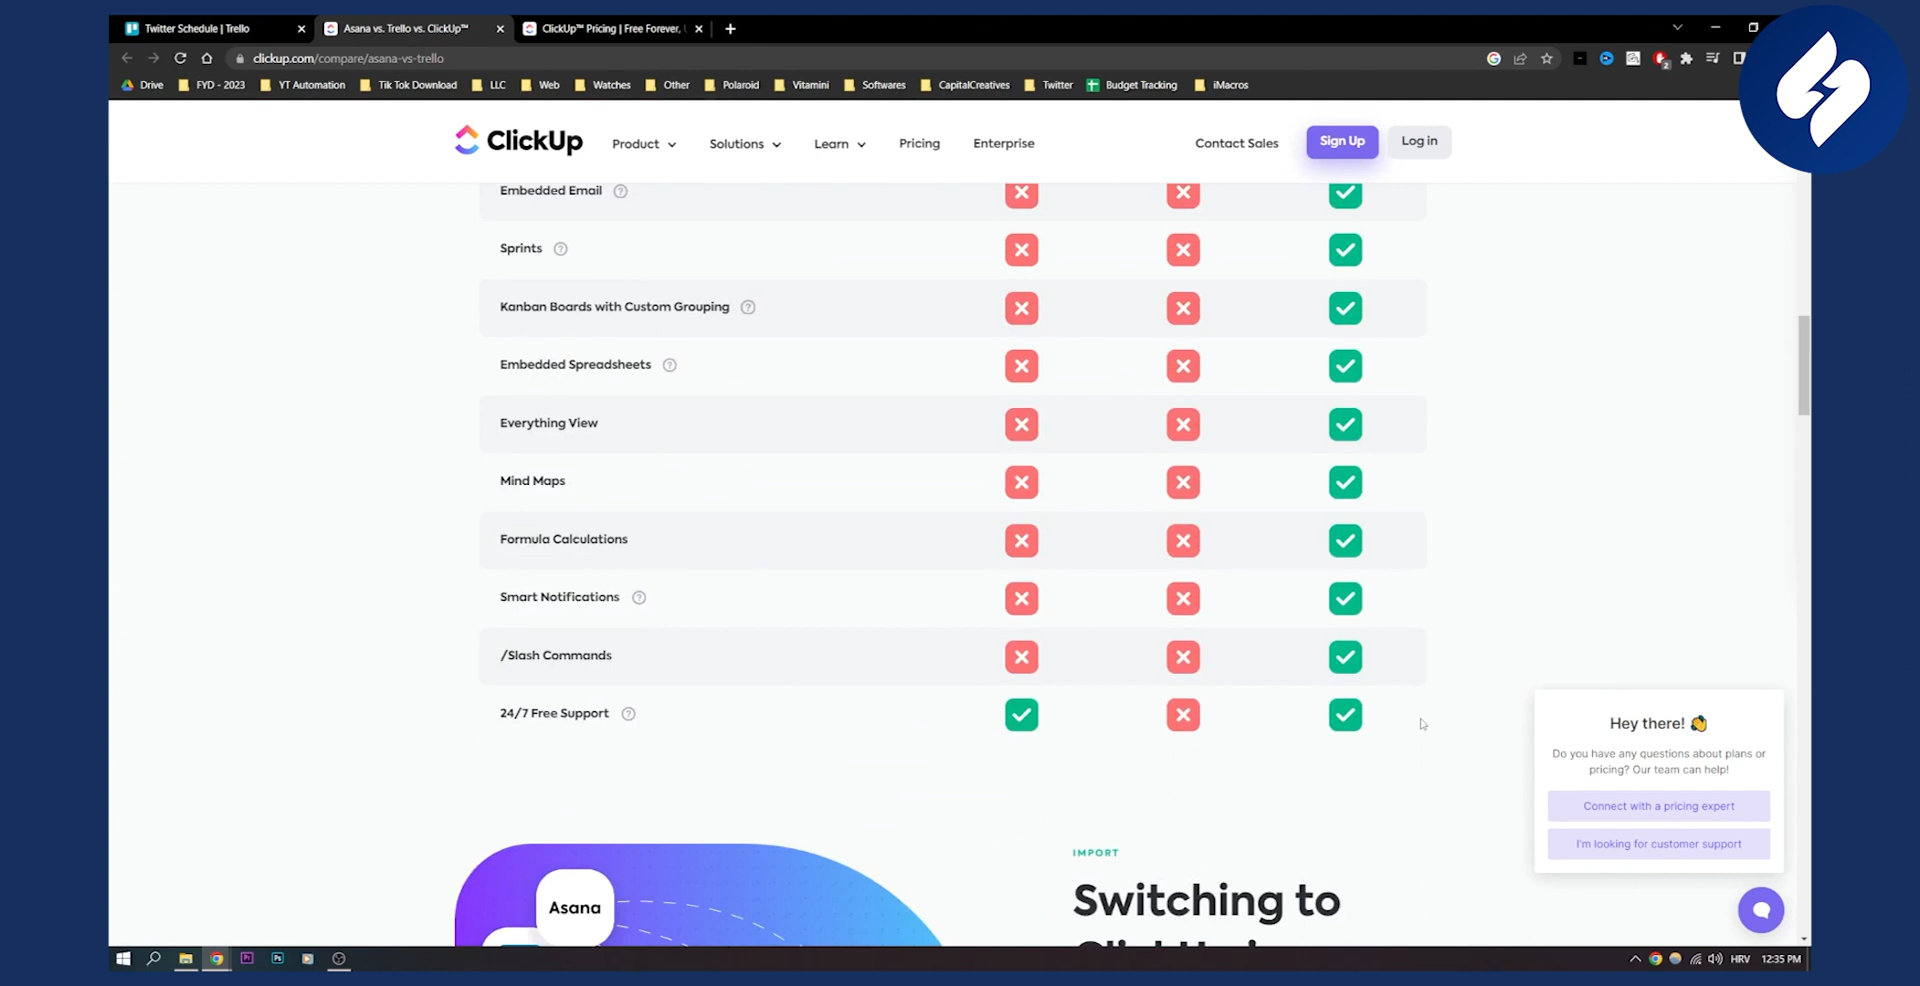 Twitter Schedule | Trello
Asana vs. Trello vs. ClickUp™
ClickUp™ Pricing | Free Forever,
clickup.com/compare/asana-vs-trello
2
Drive
FYD - 2023
YT Automation
Tik Tok Download
LLC
Web
Watches
Other
Polaroid
Vitamini
Softwares
CapitalCreatives
Twitter
Budget Tracking
iMacros
ClickUp
Product
Solutions
Learn
Pricing
Enterprise
Contact Sales
Sign Up
Log in
Embedded Email ?
Sprints ?
Kanban Boards with Custom Grouping ?
Embedded Spreadsheets ?
Everything View
Mind Maps
Formula Calculations
Smart Notifications ?
/Slash Commands
24/7 Free Support ?
Hey there! 👏
Do you have any questions about plans or
pricing? Our team can help!
Connect with a pricing expert
I'm looking for customer support
Asana
IMPORT
Switching to
Pr
Ps
HRV
12:35 PM